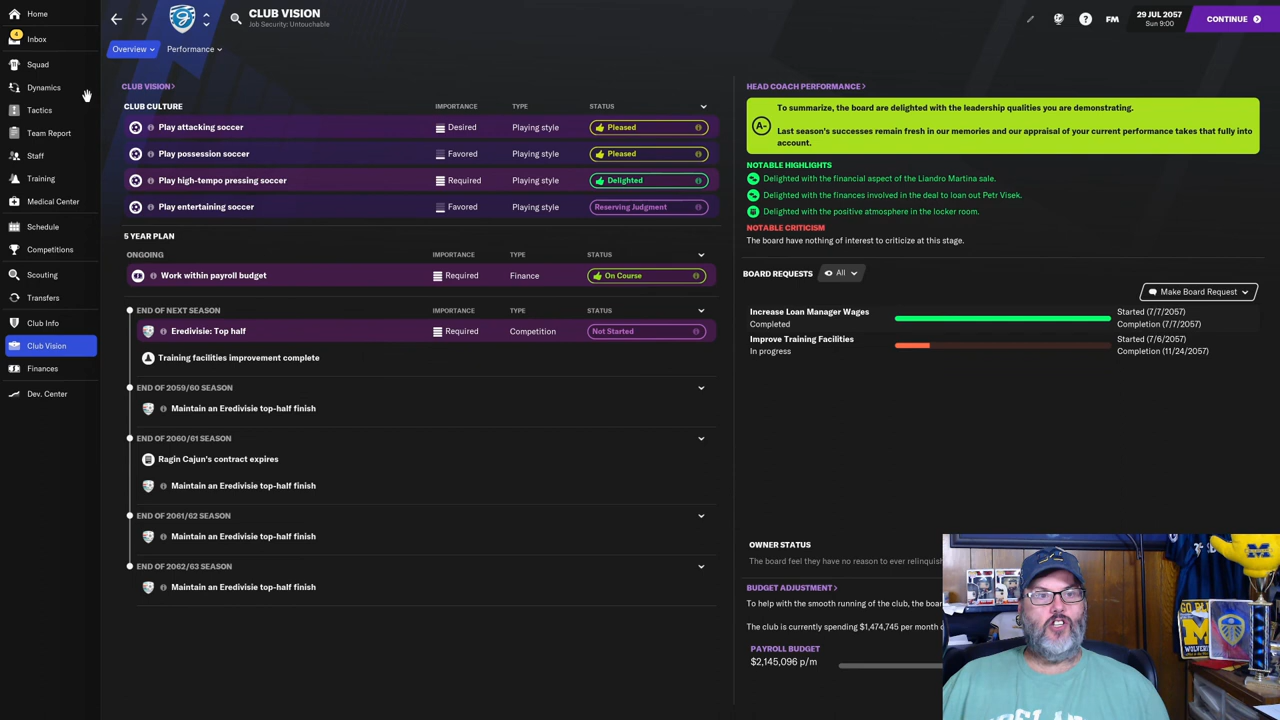 Home
4
Inbox
Squad
Dynamics
Tactics
Team Report
Staff
Training
Medical Center
Schedule
Competitions
Scouting
Transfers
Club Info
Club Vision
Finances
Dev. Center
CLUB VISION
Job Security: Untouchable
?
FM
29 JUL 2057
Sun 9:00
CONTINUE
Overview
Performance
CLUB VISION>
CLUB CULTURE IMPORTANCE TYPE STATUS
Play attacking soccer Desired Playing style Pleased
Play possession soccer Favored Playing style Pleased
Play high-tempo pressing soccer Required Playing style Delighted
Play entertaining soccer Favored Playing style Reserving Judgment
5 YEAR PLAN
ONGOING IMPORTANCE TYPE STATUS
Work within payroll budget Required Finance On Course
END OF NEXT SEASON IMPORTANCE TYPE STATUS
Eredivisie: Top half Required Competition Not Started
Training facilities improvement complete
END OF 2059/60 SEASON
Maintain an Eredivisie top-half finish
END OF 2060/61 SEASON
Ragin Cajun's contract expires
Maintain an Eredivisie top-half finish
END OF 2061/62 SEASON
Maintain an Eredivisie top-half finish
END OF 2062/63 SEASON
Maintain an Eredivisie top-half finish
HEAD COACH PERFORMANCE>
A-
To summarize, the board are delighted with the leadership qualities you are demonstrating.
Last season's successes remain fresh in our memories and our appraisal of your current performance takes that fully into
account.
NOTABLE HIGHLIGHTS
Delighted with the financial aspect of the Liandro Martina sale.
Delighted with the finances involved in the deal to loan out Petr Visek.
Delighted with the positive atmosphere in the locker room.
NOTABLE CRITICISM
The board have nothing of interest to criticize at this stage.
BOARD REQUESTS All
Make Board Request
Increase Loan Manager Wages Started (7/7/2057)
Completed Completion (7/7/2057)
Improve Training Facilities Started (7/6/2057)
In progress Completion (11/24/2057)
OWNER STATUS
The board feel they have no reason to ever relinquis
BUDGET ADJUSTMENT>
To help with the smooth running of the club, the boa
The club is currently spending $1,474,745 per month o
PAYROLL BUDGET
$2,145,096 p/m
M
GO BLUE
M
WOLVERINES